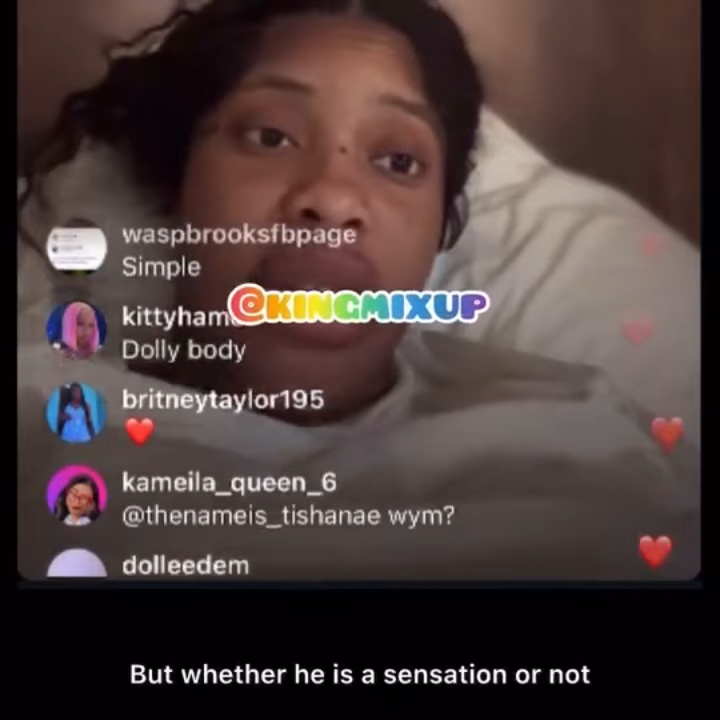 waspbrooksfbpage
Simple
kittyham
@KINGMIXUP
Dolly body
britneytaylor195
kameila_queen_6
@thenameis_tishanae wym?
dolleedem
But whether he is a sensation or not